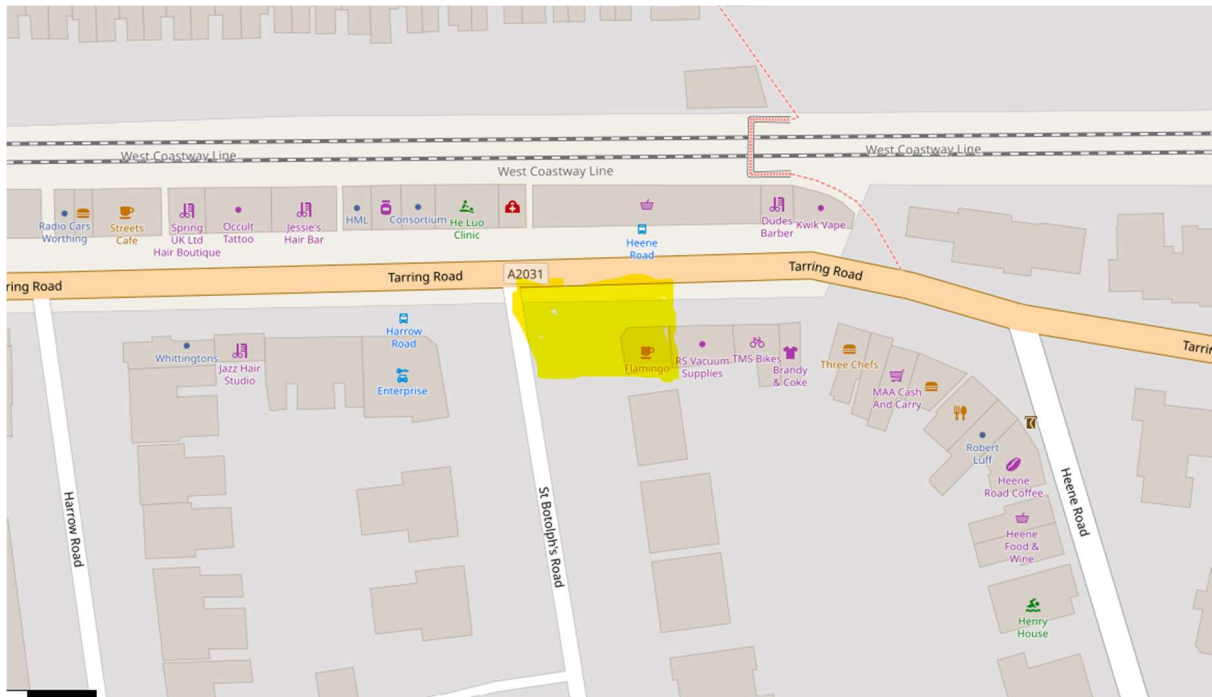 West Coastway Line
West Coastway Line
West Coastway Line
Radio Cars
Worthing
Streets
Cafe
Spring
UK Ltd
Hair Boutique
Occult
Tattoo
Jessie's
Hair Bar
HML
Consortium
He Luo
Clinic
Heene
Road
Dudes
Barber
Kwik Vape
ring Road
Tarring Road
A2031
Tarring Road
Tarrin
Harrow
Road
Whittingtons
Jazz Hair
Studio
Enterprise
Flamingo
RS Vacuum
Supplies
TMS Bikes
Brandy
& Coke
Three Chefs
MAA Cash
And Carry
Robert
Luff
Heene
Road Coffee
Heene
Food &
Wine
Henry
House
Harrow Road
St Botolph's Road
Heene Road